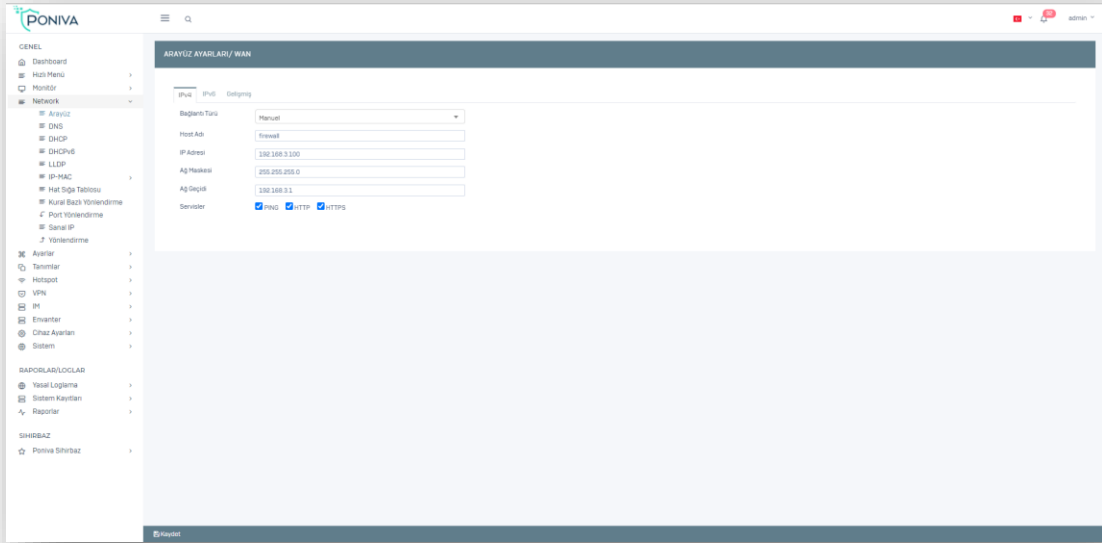 PONIVA
32
admin
GENEL
Dashboard
Hızlı Menü
Monitör
Network
Arayüz
DNS
DHCP
DHCPv6
LLDP
IP-MAC
Hat Sığa Tablosu
Kural Bazlı Yönlendirme
Port Yönlendirme
Sanal IP
Yönlendirme
Ayarlar
Tanımlar
Hotspot
VPN
IM
Envanter
Cihaz Ayarları
Sistem
RAPORLAR/LOGLAR
Yasal Loglama
Sistem Kayıtları
Raporlar
SİHİRBAZ
Poniva Sihirbaz
ARAYÜZ AYARLARI/ WAN
IPv4 IPv6 Gelişmiş
Bağlantı Türü Manuel
Host Adı firewall
IP Adresi 192.168.3.100
Ağ Maskesi 255.255.255.0
Ağ Geçidi 192.168.3.1
Servisler PING HTTP HTTPS
Kaydet